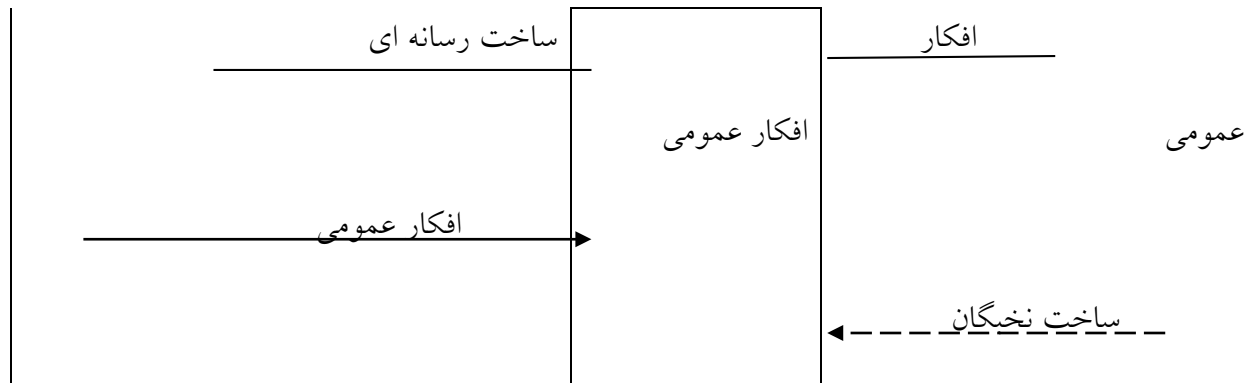 افکار
ساخت رسانه ای
عمومی
افکار عمومی
افکار عمومی
ساخت نخبگان